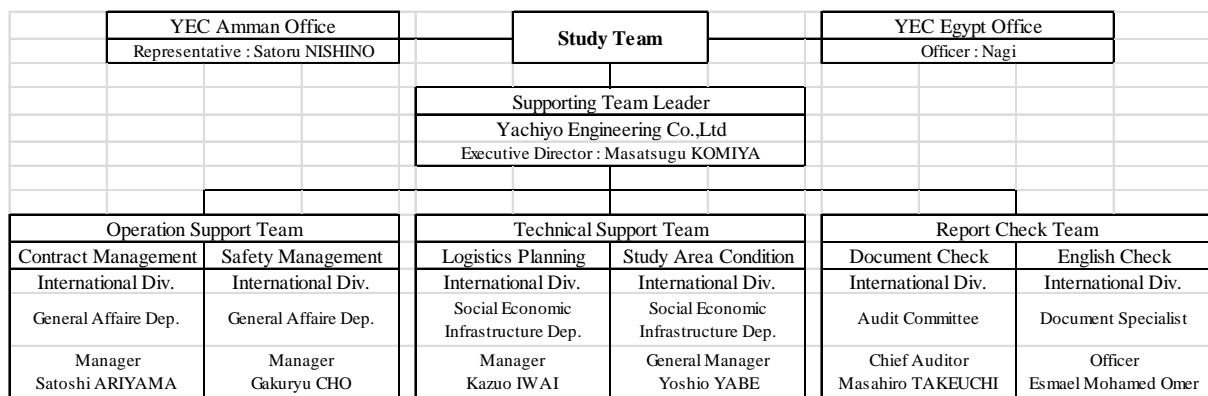 YEC Amman Office
Representative : Satoru NISHINO
Study Team
YEC Egypt Office
Officer : Nagi
Supporting Team Leader
Yachiyo Engineering Co.,Ltd
Executive Director : Masatsugu KOMIYA
Operation Support Team
Contract Management Safety Management
International Div. International Div.
General Affaire Dep. General Affaire Dep.
Manager Manager
Satoshi ARIYAMA Gakuryu CHO
Technical Support Team
Logistics Planning Study Area Condition
International Div. International Div.
Social Economic Social Economic
Infrastructure Dep. Infrastructure Dep.
Manager General Manager
Kazuo IWAI Yoshio YABE
Report Check Team
Document Check English Check
International Div. International Div.
Audit Committee Document Specialist
Chief Auditor Officer
Masahiro TAKEUCHI Esmael Mohamed Omer